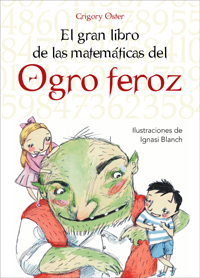 Grigory Oster
El gran libro
de las matemáticas del
Ogro feroz
Ilustraciones de
Ignasi Blanch